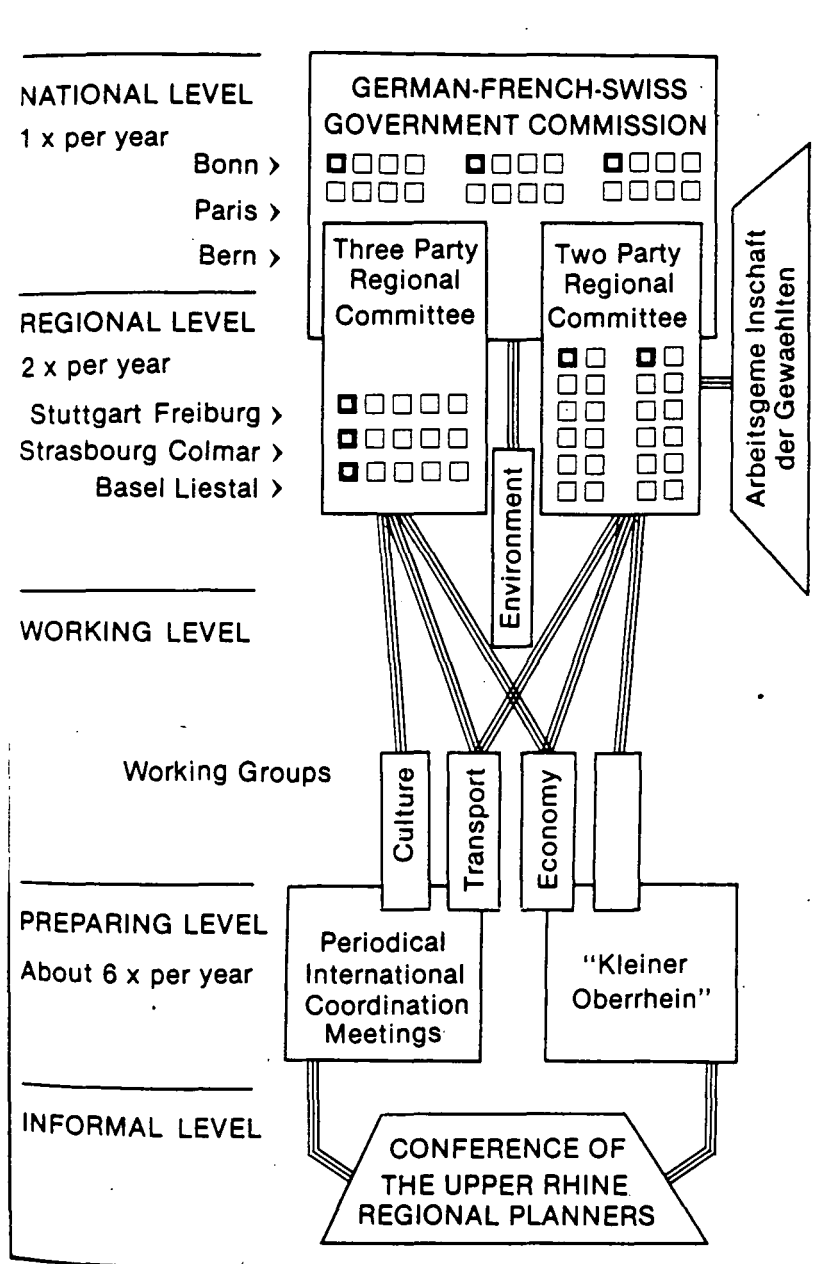 NATIONAL LEVEL
1 x per year
Bonn >
Paris >
Bern >
GERMAN-FRENCH-SWISS
GOVERNMENT COMMISSION
Three Party
Regional
Committee
Two Party
Regional
Committee
Arbeitsgeme Inschaft
der Gewaehlten
REGIONAL LEVEL
2 x per year
Stuttgart Freiburg >
Strasbourg Colmar >
Basel Liestal >
Environment
WORKING LEVEL
Working Groups
Culture
Transport
Economy
PREPARING LEVEL
About 6 x per year
Periodical
International
Coordination
Meetings
"Kleiner
Oberrhein"
INFORMAL LEVEL
CONFERENCE OF
THE UPPER RHINE
REGIONAL PLANNERS